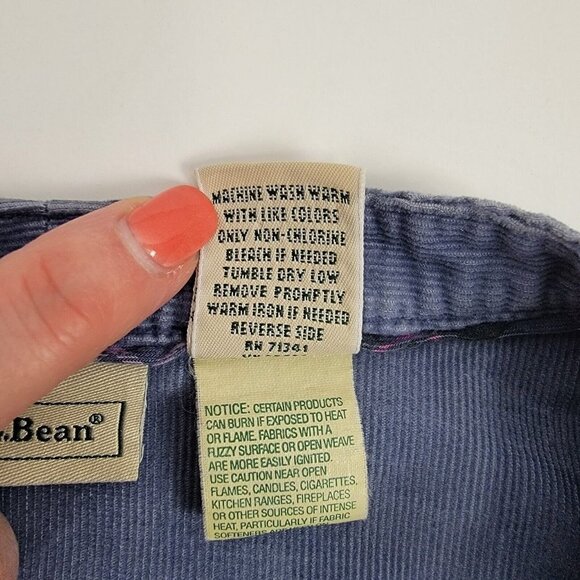 MACHINE WASH WARM
WITH LIKE COLORS
ONLY NON-CHLORINE
BLEACH IF NEEDED
TUMBLE DRY LOW
REMOVE PROMPTLY
WARM IRON IF NEEDED
REVERSE SIDE
RN 71341
.Bean®
NOTICE: CERTAIN PRODUCTS
CAN BURN IF EXPOSED TO HEAT
OR FLAME. FABRICS WITH A
FUZZY SURFACE OR OPEN WEAVE
ARE MORE EASILY IGNITED.
USE CAUTION NEAR OPEN
FLAMES, CANDLES, CIGARETTES,
KITCHEN RANGES, FIREPLACES
OR OTHER SOURCES OF INTENSE
HEAT, PARTICULARLY IF FABRIC
SOFTENERS